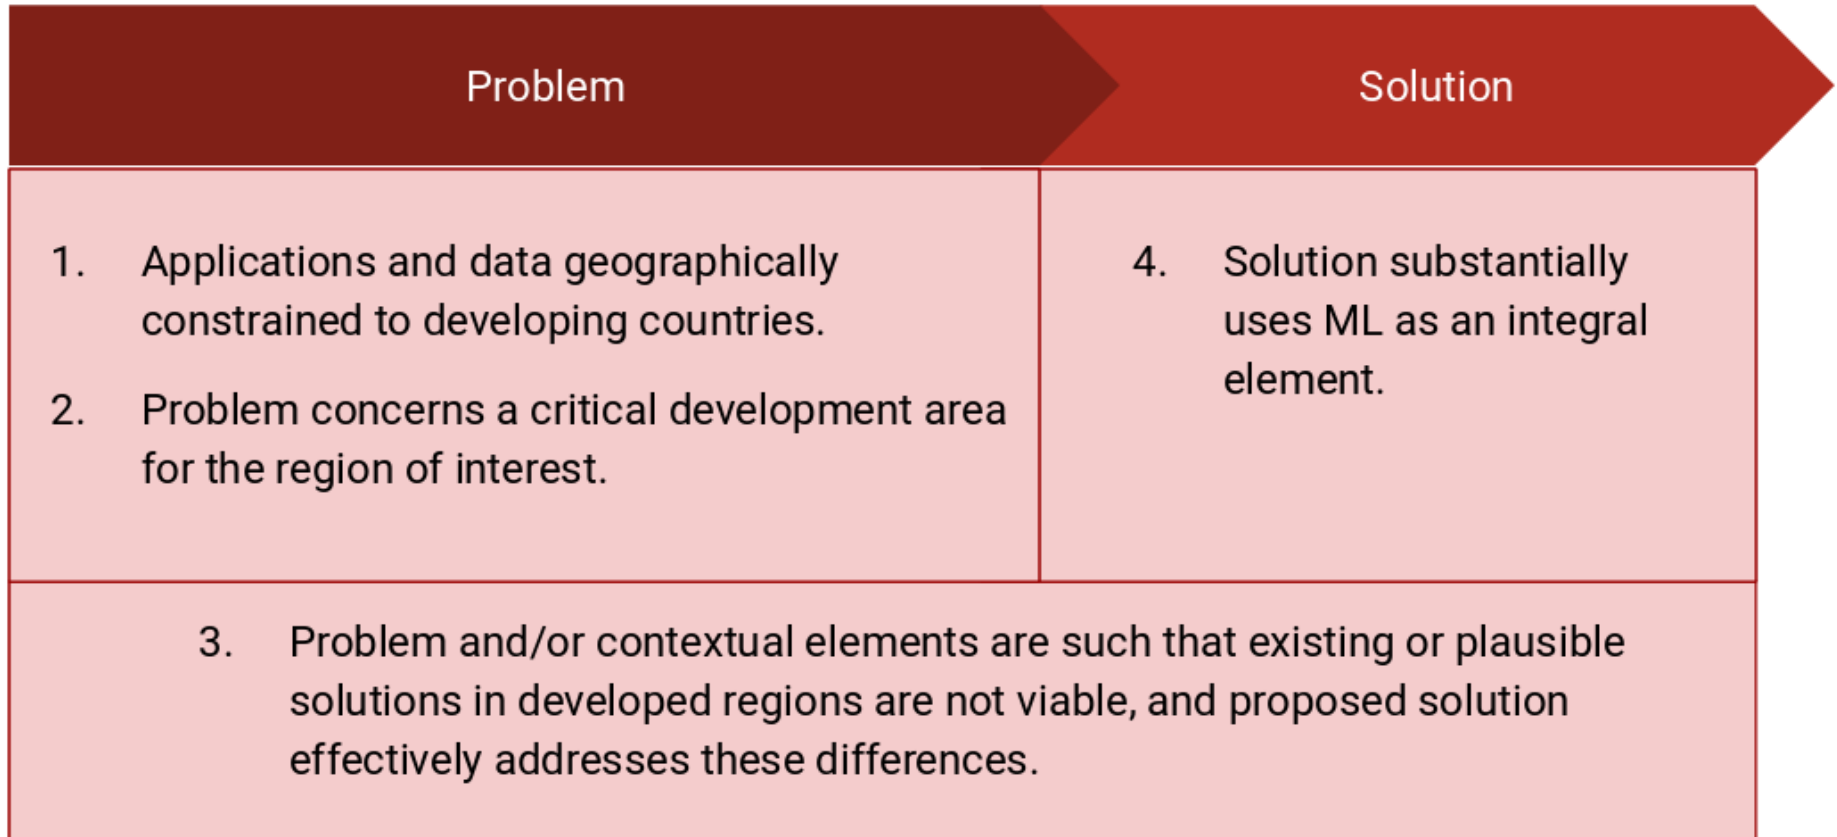 Problem
Solution
1. Applications and data geographically
constrained to developing countries.
2. Problem concerns a critical development area
for the region of interest.
4. Solution substantially
uses ML as an integral
element.
3. Problem and/or contextual elements are such that existing or plausible
solutions in developed regions are not viable, and proposed solution
effectively addresses these differences.